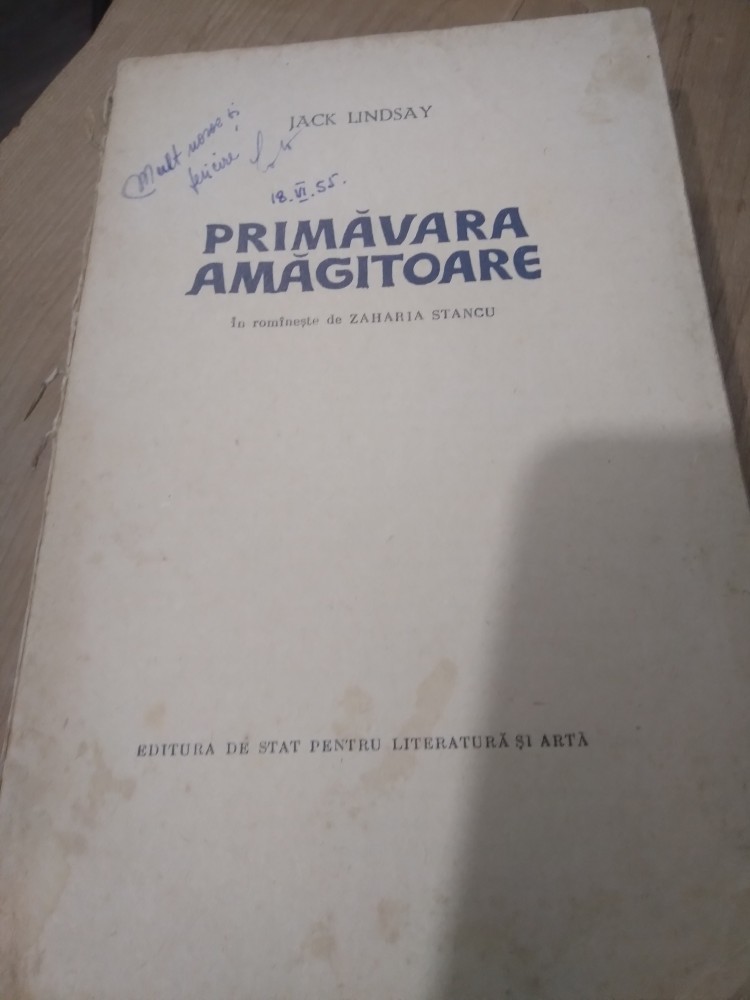 JACK LINDSAY
Mult noroc și
fericire!
18.VI.55.
PRIMĂVARA
AMĂGITOARE
În romînește de ZAHARIA STANCU
EDITURA DE STAT PENTRU LITERATURĂ ȘI ARTĂ